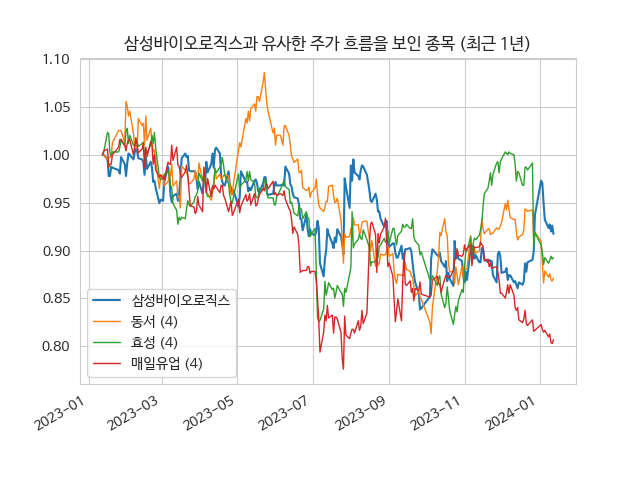 삼성바이오로직스과 유사한 주가 흐름을 보인 종목 (최근 1년)
1.10
1.05
1.00
0.95
0.90
0.85
0.80
삼성바이오로직스
동서 (4)
효성 (4)
매일유업 (4)
2023-01
2023-03
2023-05
2023-07
2023-09
2023-11
2024-01